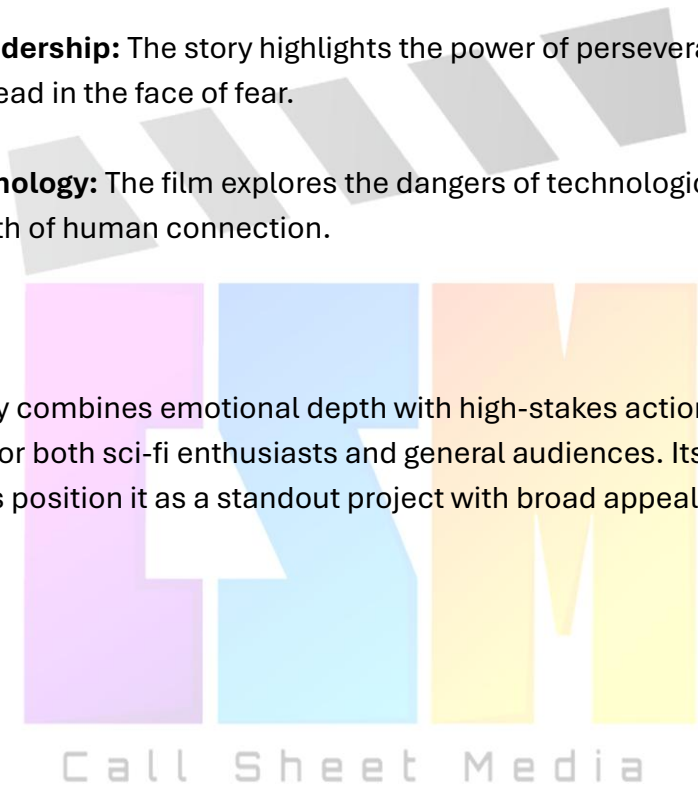 dership: The story highlights the power of persevera
ead in the face of fear.
nology: The film explores the dangers of technologic
th of human connection.
y combines emotional depth with high-stakes action
or both sci-fi enthusiasts and general audiences. Its
s position it as a standout project with broad appeal
CSM
Call Sheet Media